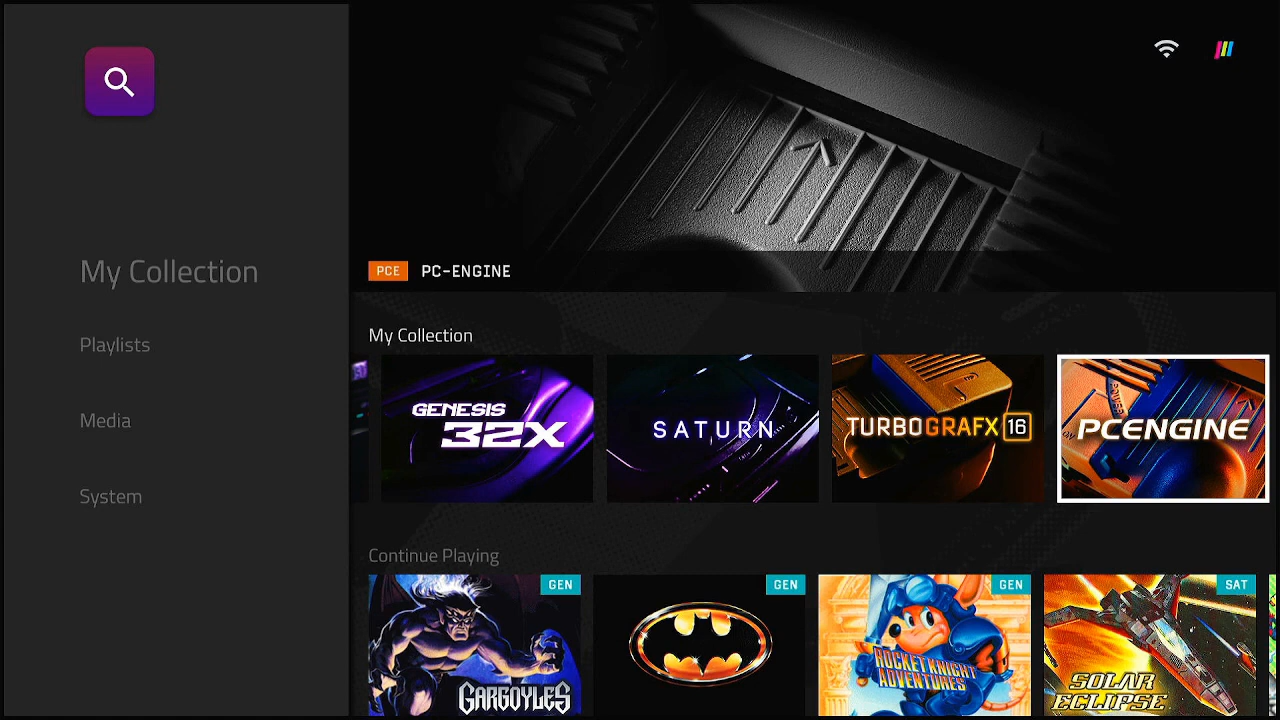 My Collection
Playlists
Media
System
PCE PC-ENGINE
My Collection
GENESIS
32X
SATURN
TURBOGRAFX 16
POWER
PCENGINE
Continue Playing
GEN
GARGOYLES
GEN
GEN
ROCKET KNIGHT
ADVENTURES
SAT
SOLAR
ECLIPSE